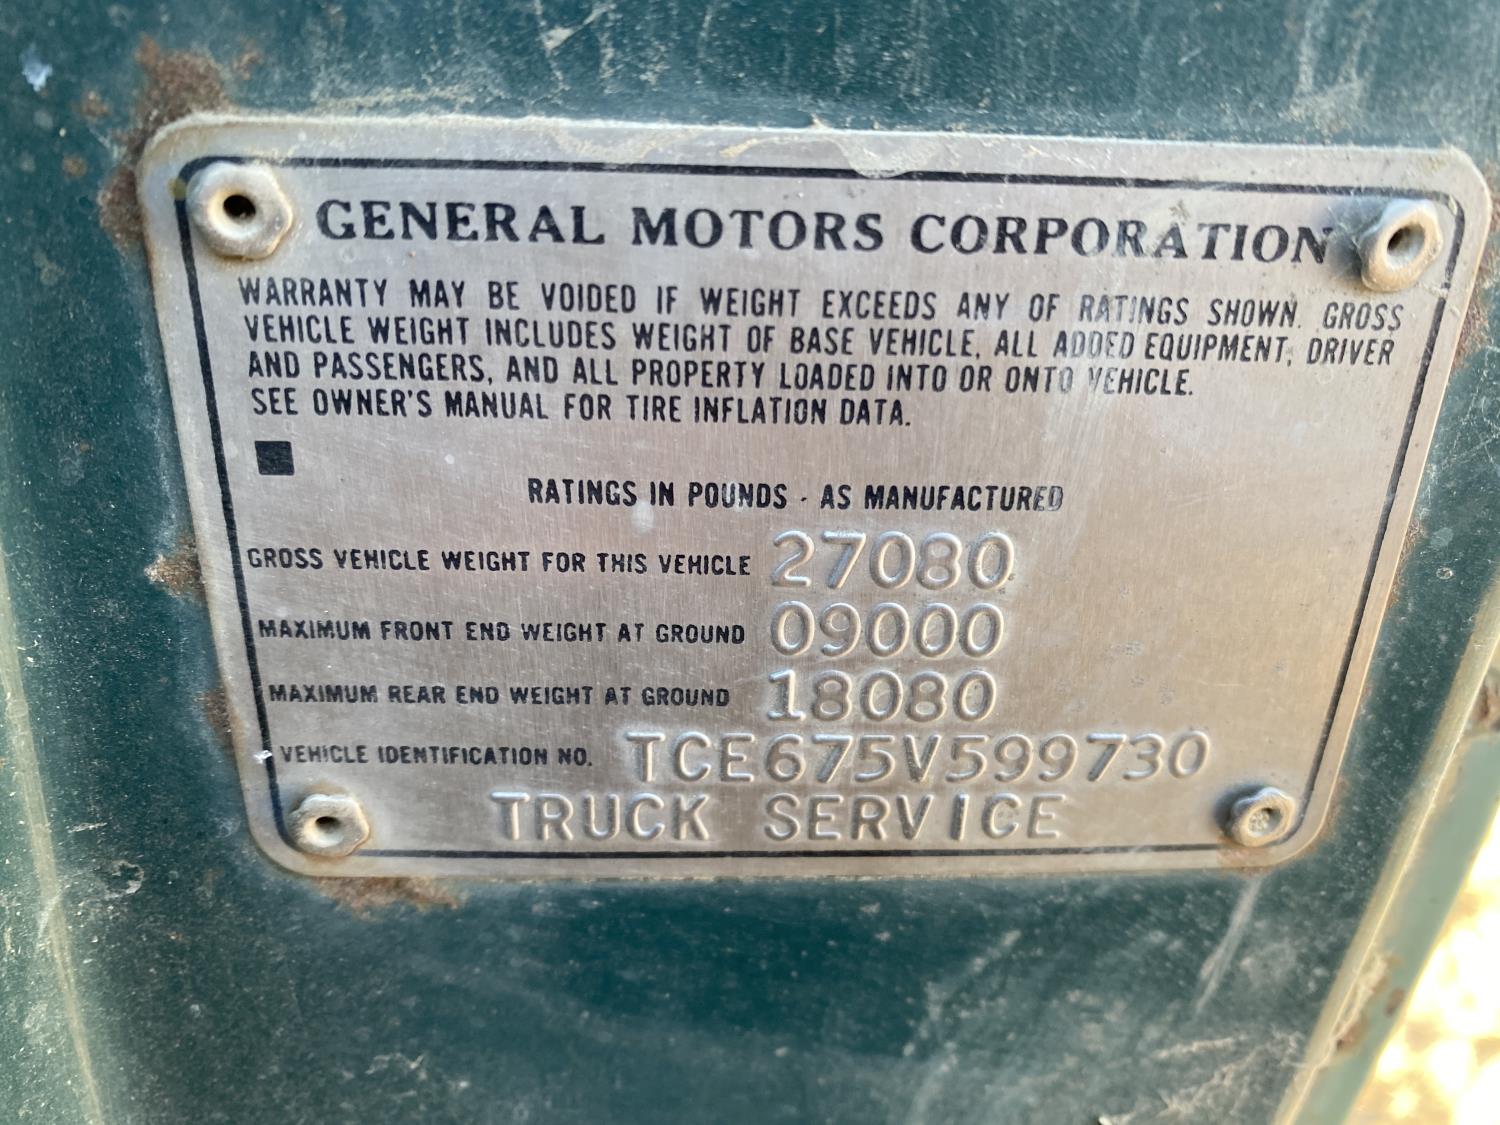 GENERAL MOTORS CORPORATION
WARRANTY MAY BE VOIDED IF WEIGHT EXCEEDS ANY OF RATINGS SHOWN. GROSS
VEHICLE WEIGHT INCLUDES WEIGHT OF BASE VEHICLE, ALL ADDED EQUIPMENT, DRIVER
AND PASSENGERS, AND ALL PROPERTY LOADED INTO OR ONTO VEHICLE.
SEE OWNER'S MANUAL FOR TIRE INFLATION DATA.
RATINGS IN POUNDS - AS MANUFACTURED
GROSS VEHICLE WEIGHT FOR THIS VEHICLE 27080
MAXIMUM FRONT END WEIGHT AT GROUND 09000
MAXIMUM REAR END WEIGHT AT GROUND 18080
VEHICLE IDENTIFICATION NO. TCE675V599730
TRUCK SERVICE